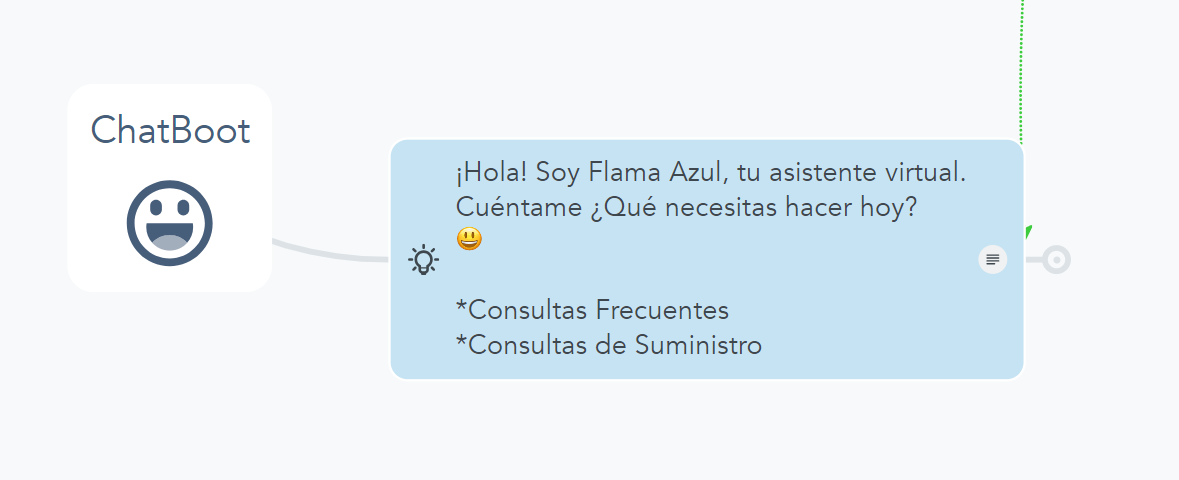 ChatBoot
¡Hola! Soy Flama Azul, tu asistente virtual.
Cuéntame ¿Qué necesitas hacer hoy?
😃
*Consultas Frecuentes
*Consultas de Suministro